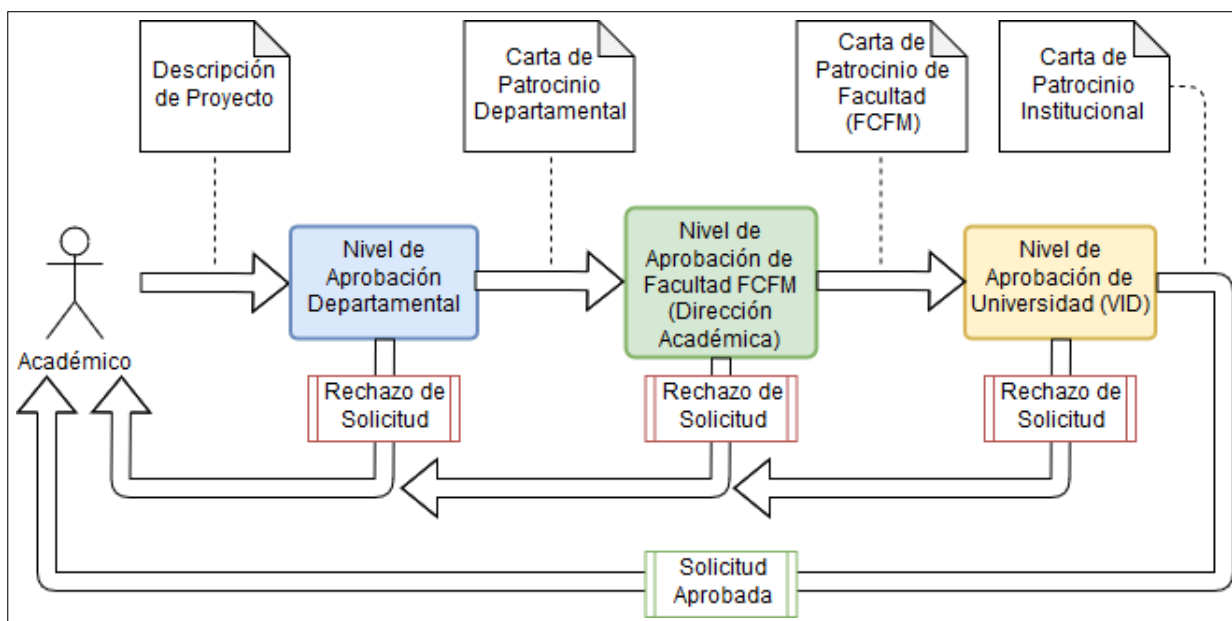 Descripción
de Proyecto
Carta de
Patrocinio
Departamental
Carta de
Patrocinio de
Facultad
(FCFM)
Carta de
Patrocinio
Institucional
Académico
Nivel de
Aprobación
Departamental
Nivel de
Aprobación de
Facultad FCFM
(Dirección
Académica)
Nivel de
Aprobación de
Universidad (VID)
Rechazo de
Solicitud
Rechazo de
Solicitud
Rechazo de
Solicitud
Solicitud
Aprobada